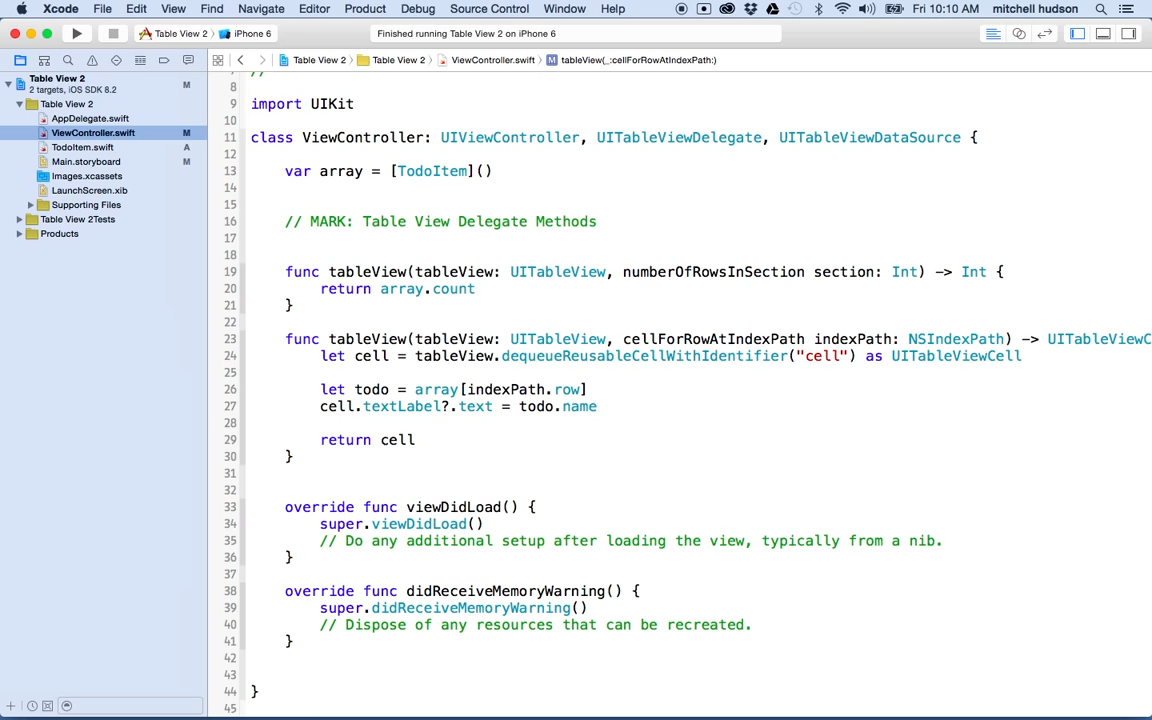 Xcode File Edit View Find Navigate Editor Product Debug Source Control Window Help Fri 10:10 AM mitchell hudson
Table View 2 iPhone 6 Finished running Table View 2 on iPhone 6
Table View 2 Table View 2 ViewController.swift M tableView(_:cellForRowAtIndexPath:)
Table View 2 M
2 targets, iOS SDK 8.2
Table View 2
AppDelegate.swift
ViewController.swift M
TodoItem.swift A
Main.storyboard M
Images.xcassets
LaunchScreen.xib
Supporting Files
Table View 2Tests
Products
//
8
9 import UIKit
10
11 class ViewController: UIViewController, UITableViewDelegate, UITableViewDataSource {
12
13 var array = [TodoItem]()
14
15
16 // MARK: Table View Delegate Methods
17
18
19 func tableView(tableView: UITableView, numberOfRowsInSection section: Int) -> Int {
20 return array.count
21 }
22
23 func tableView(tableView: UITableView, cellForRowAtIndexPath indexPath: NSIndexPath) -> UITableViewC
24 let cell = tableView.dequeueReusableCellWithIdentifier("cell") as UITableViewCell
25
26 let todo = array[indexPath.row]
27 cell.textLabel?.text = todo.name
28
29 return cell
30 }
31
32
33 override func viewDidLoad() {
34 super.viewDidLoad()
35 // Do any additional setup after loading the view, typically from a nib.
36 }
37
38 override func didReceiveMemoryWarning() {
39 super.didReceiveMemoryWarning()
40 // Dispose of any resources that can be recreated.
41 }
42
43
44 }
45